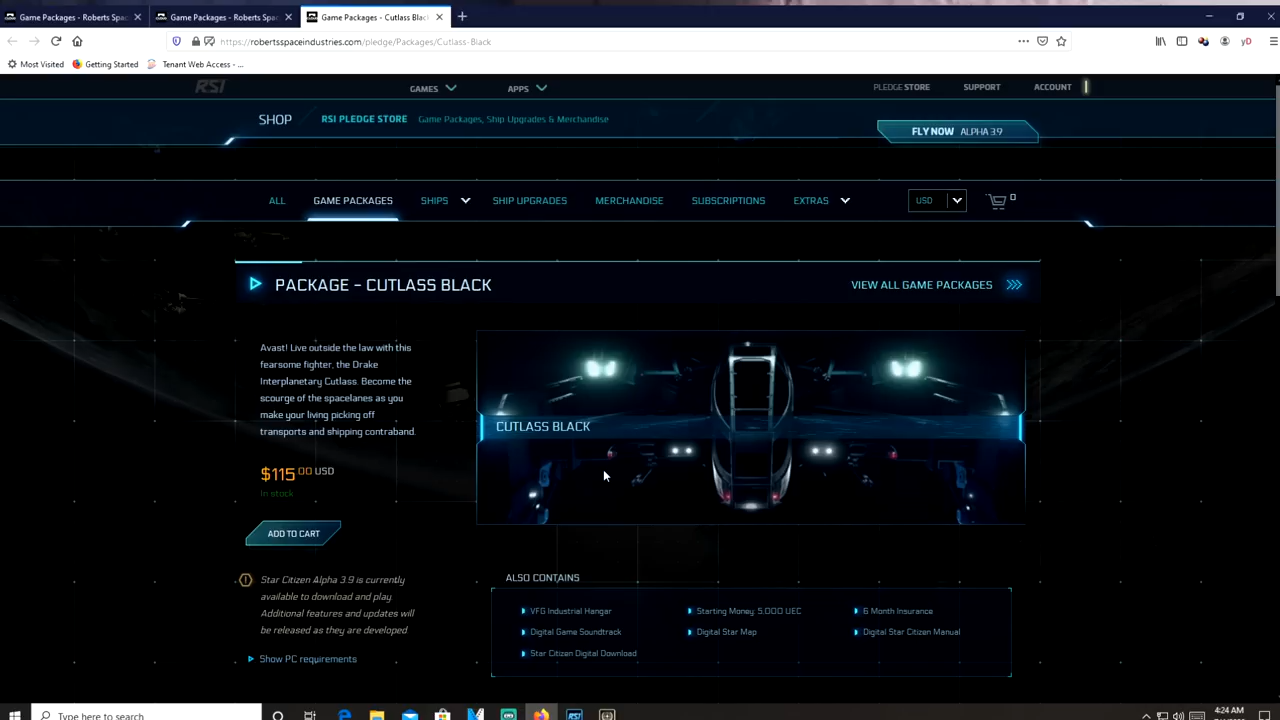 Game Packages - Roberts Spac
Game Packages - Roberts Spac
Game Packages - Cutlass Blac
https://robertsspaceindustries.com/pledge/Packages/Cutlass-Black
Most Visited
Getting Started
Tenant Web Access - ...
RSI
GAMES
APPS
PLEDGE STORE
SUPPORT
ACCOUNT
SHOP
RSI PLEDGE STORE
Game Packages, Ship Upgrades & Merchandise
FLY NOW ALPHA 3.9
ALL
GAME PACKAGES
SHIPS
SHIP UPGRADES
MERCHANDISE
SUBSCRIPTIONS
EXTRAS
USD
0
PACKAGE - CUTLASS BLACK
VIEW ALL GAME PACKAGES
Avast! Live outside the law with this
fearsome fighter, the Drake
Interplanetary Cutlass. Become the
scourge of the spacelanes as you
make your living picking off
transports and shipping contraband.
CUTLASS BLACK
$115.00 USD
In stock
ADD TO CART
Star Citizen Alpha 3.9 is currently
available to download and play.
Additional features and updates will
be released as they are developed
Show PC requirements
ALSO CONTAINS
VFG Industrial Hangar
Starting Money: 5,000 UEC
6 Month Insurance
Digital Game Soundtrack
Digital Star Map
Digital Star Citizen Manual
Star Citizen Digital Download
Type here to search
RSI
4:24 AM